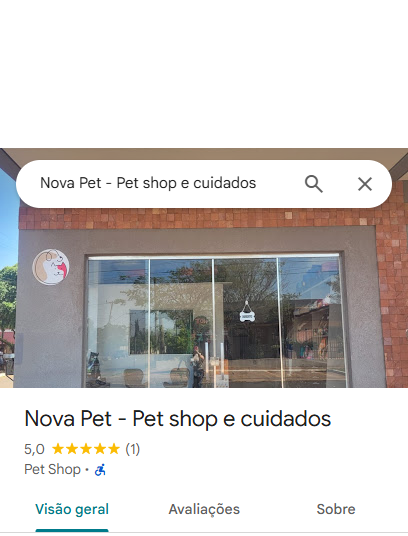 Nova Pet - Pet shop e cuidados
Nova Pet - Pet shop e cuidados
5,0 (1)
Pet Shop ·
Visão geral Avaliações Sobre